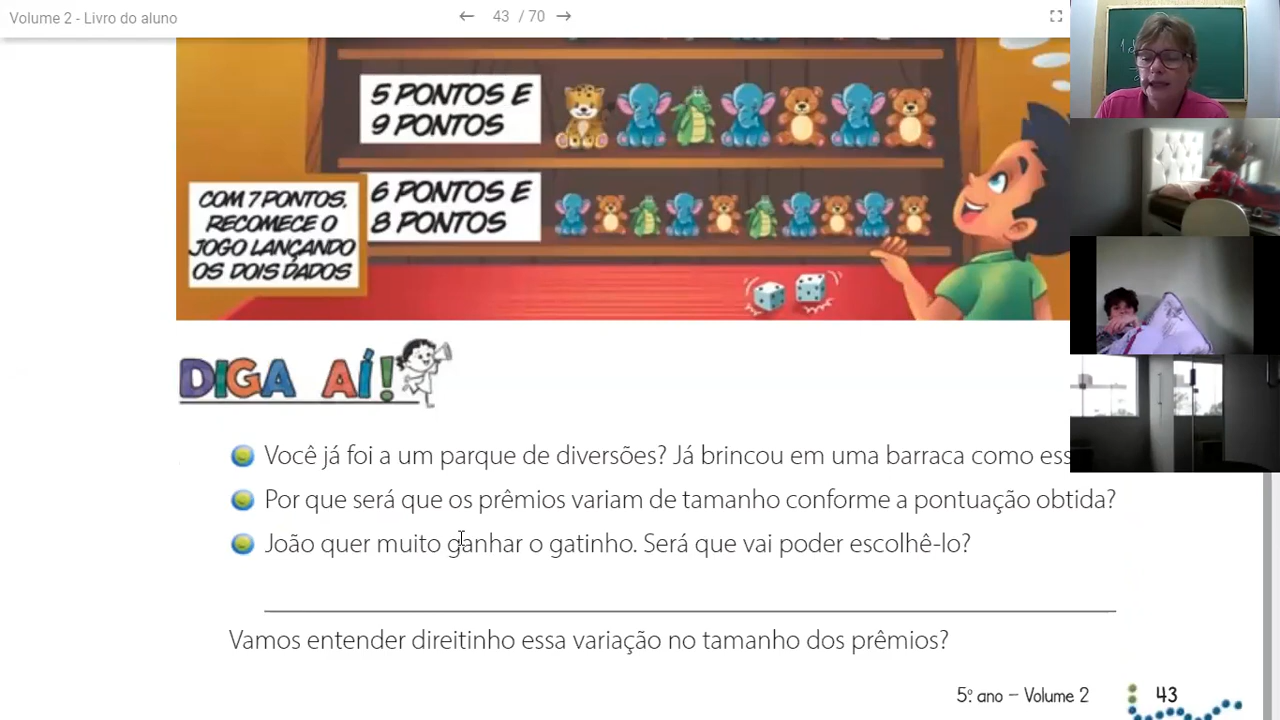 Volume 2 - Livro do aluno
43 / 70
5 PONTOS E
9 PONTOS
COM 7 PONTOS,
RECOMECE O
JOGO LANÇANDO
OS DOIS DADOS
6 PONTOS E
8 PONTOS
DIGA AÍ!
Você já foi a um parque de diversões? Já brincou em uma barraca como ess
Por que será que os prêmios variam de tamanho conforme a pontuação obtida?
João quer muito ganhar o gatinho. Será que vai poder escolhê-lo?
Vamos entender direitinho essa variação no tamanho dos prêmios?
5º. ano – Volume 2
43